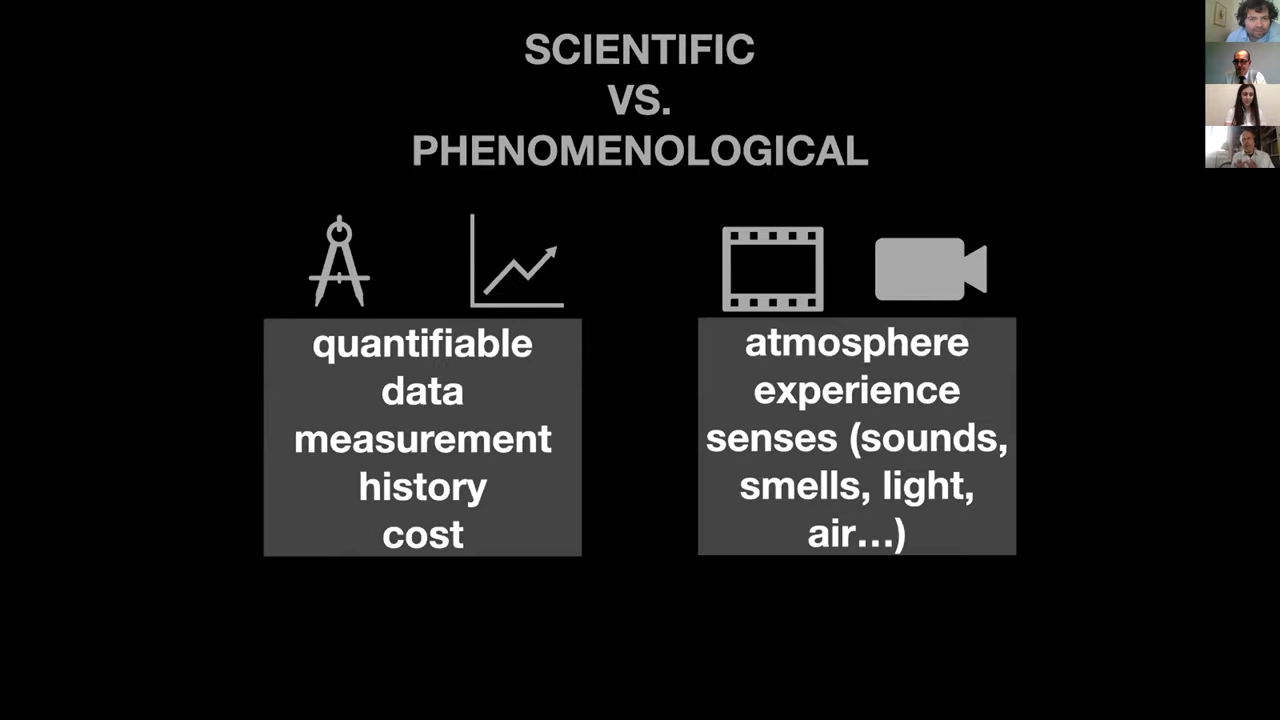 SCIENTIFIC
VS.
PHENOMENOLOGICAL
quantifiable
data
measurement
history
cost
atmosphere
experience
senses (sounds,
smells, light,
air…)